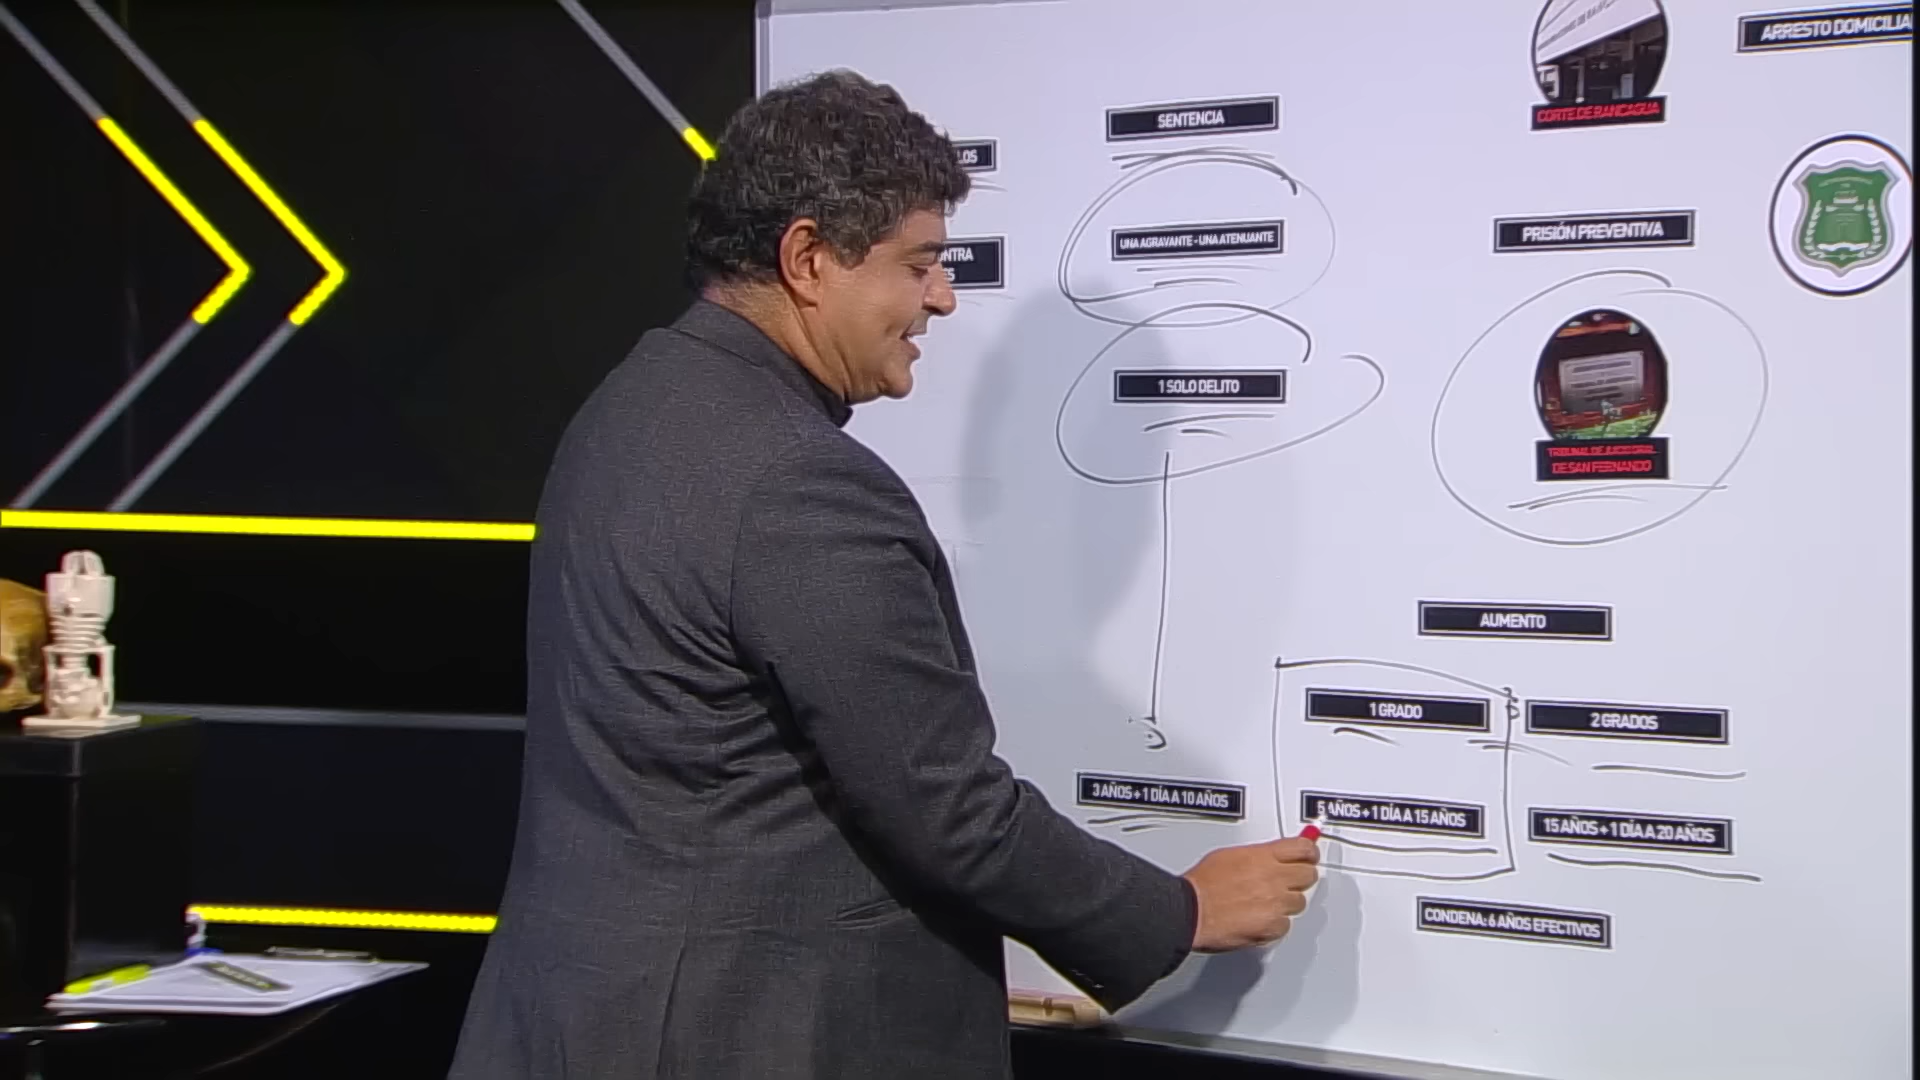 ARRESTO DOMICILIA
CORTE DE RANCAGUA
SENTENCIA
LOS
UNA AGRAVANTE - UNA ATENUANTE
ONTRA
ES
PRISIÓN PREVENTIVA
1 SOLO DELITO
TRIBUNAL DE JUICIO ORAL
DE SAN FERNANDO
AUMENTO
1 GRADO
2 GRADOS
3 AÑOS + 1 DÍA A 10 AÑOS
5 AÑOS + 1 DÍA A 15 AÑOS
15 AÑOS + 1 DÍA A 20 AÑOS
CONDENA: 6 AÑOS EFECTIVOS